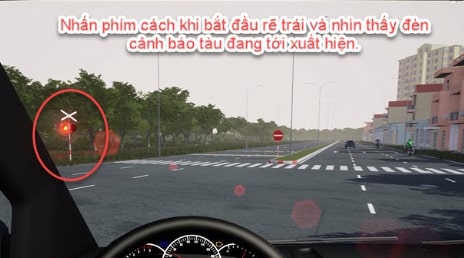 Nhấn phím cách khi bắt đầu rẽ trái và nhìn thấy đèn
cảnh báo tàu đang tới xuất hiện.